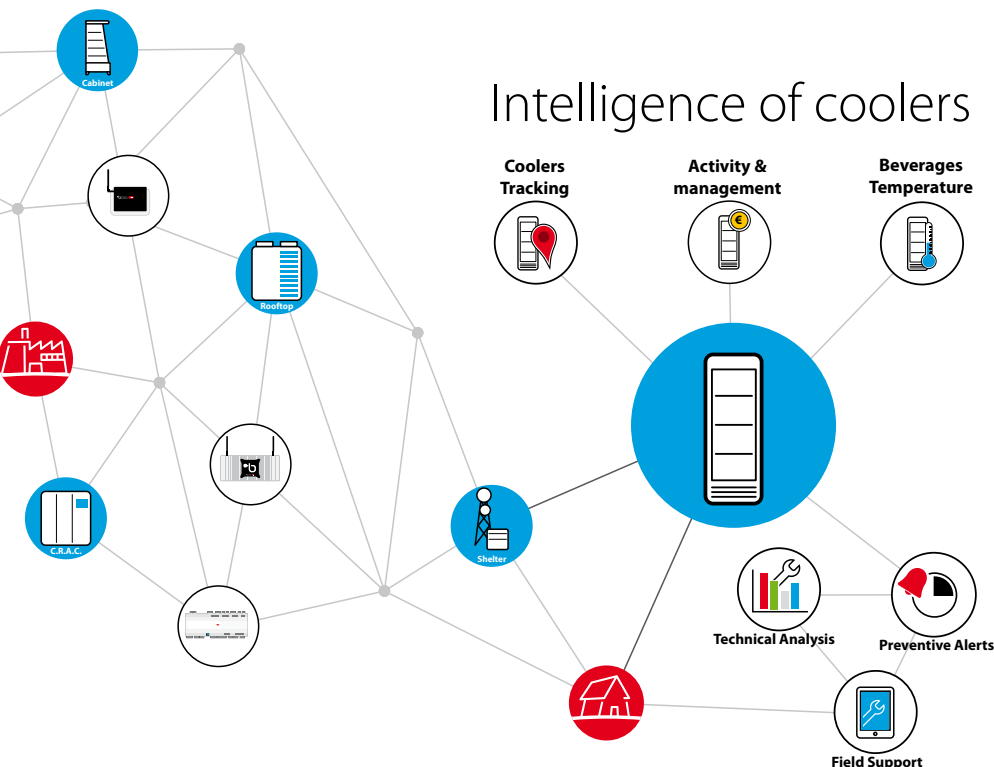 Cabinet
Intelligence of coolers
Coolers
Tracking
Activity &
management
Beverages
Temperature
€
Rooftop
b
C.R.A.C.
Shelter
Technical Analysis
Preventive Alerts
Field Support